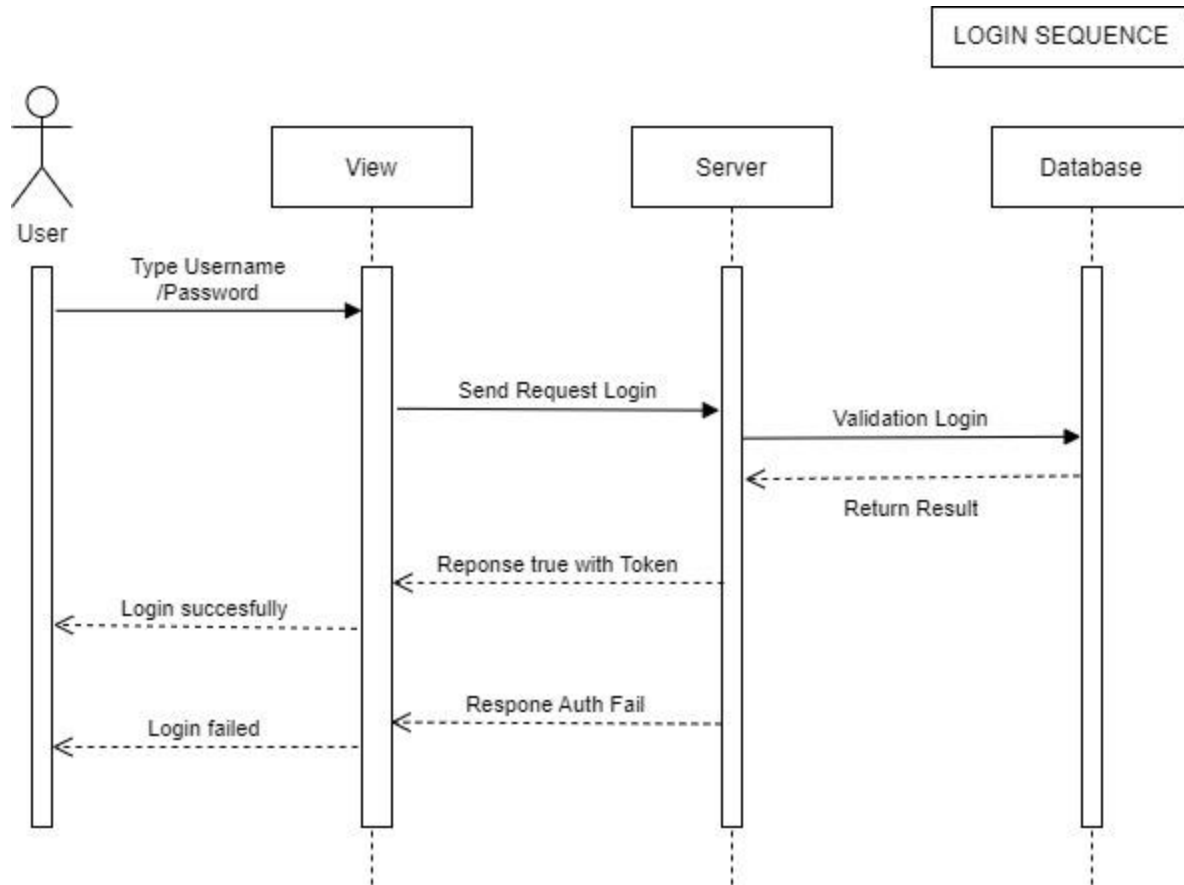 LOGIN SEQUENCE
View
Server
Database
User
Type Username
/Password
Send Request Login
Validation Login
Return Result
Reponse true with Token
Login succesfully
Respone Auth Fail
Login failed